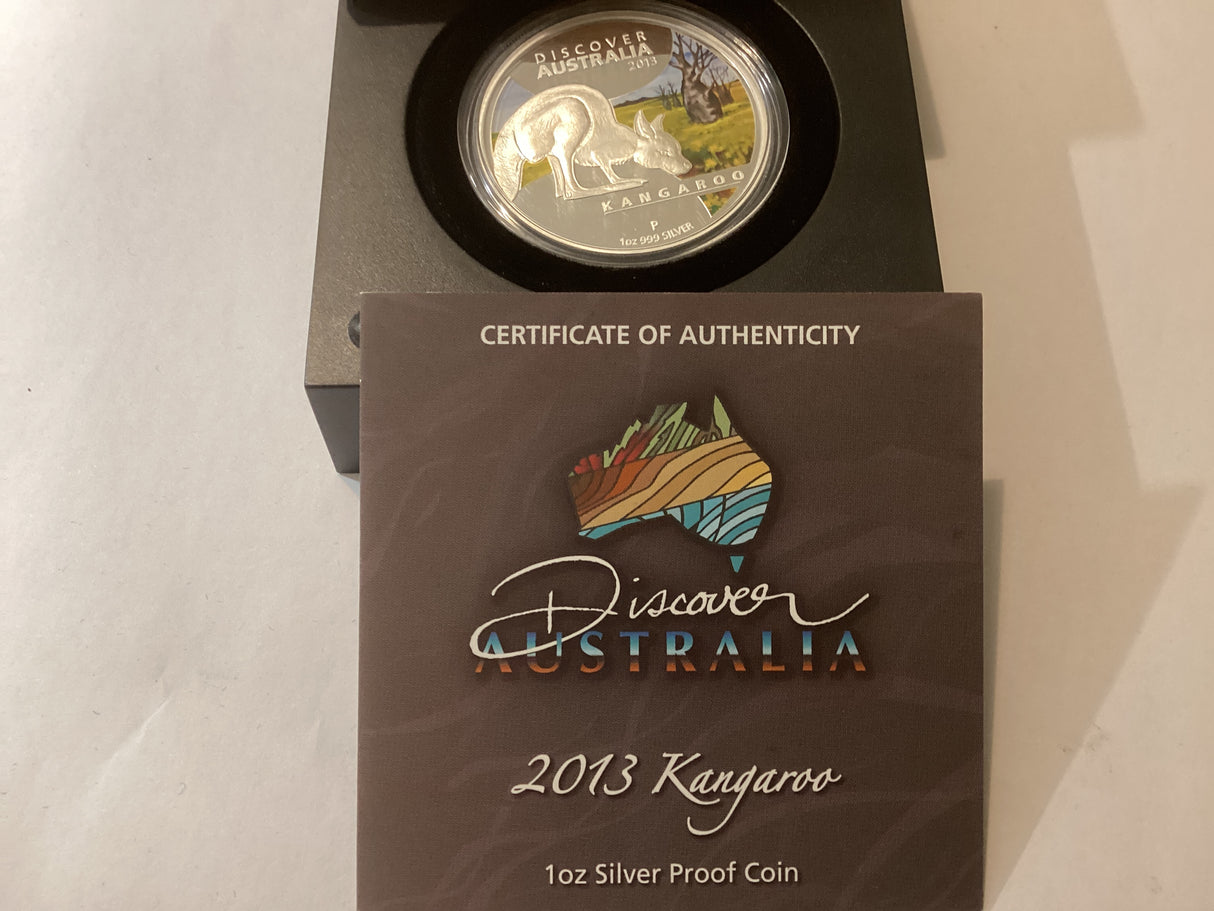 DISCOVER
AUSTRALIA
2013
KANGAROO
P
1oz 999 SILVER
CERTIFICATE OF AUTHENTICITY
Discover
AUSTRALIA
2013 Kangaroo
1oz Silver Proof Coin